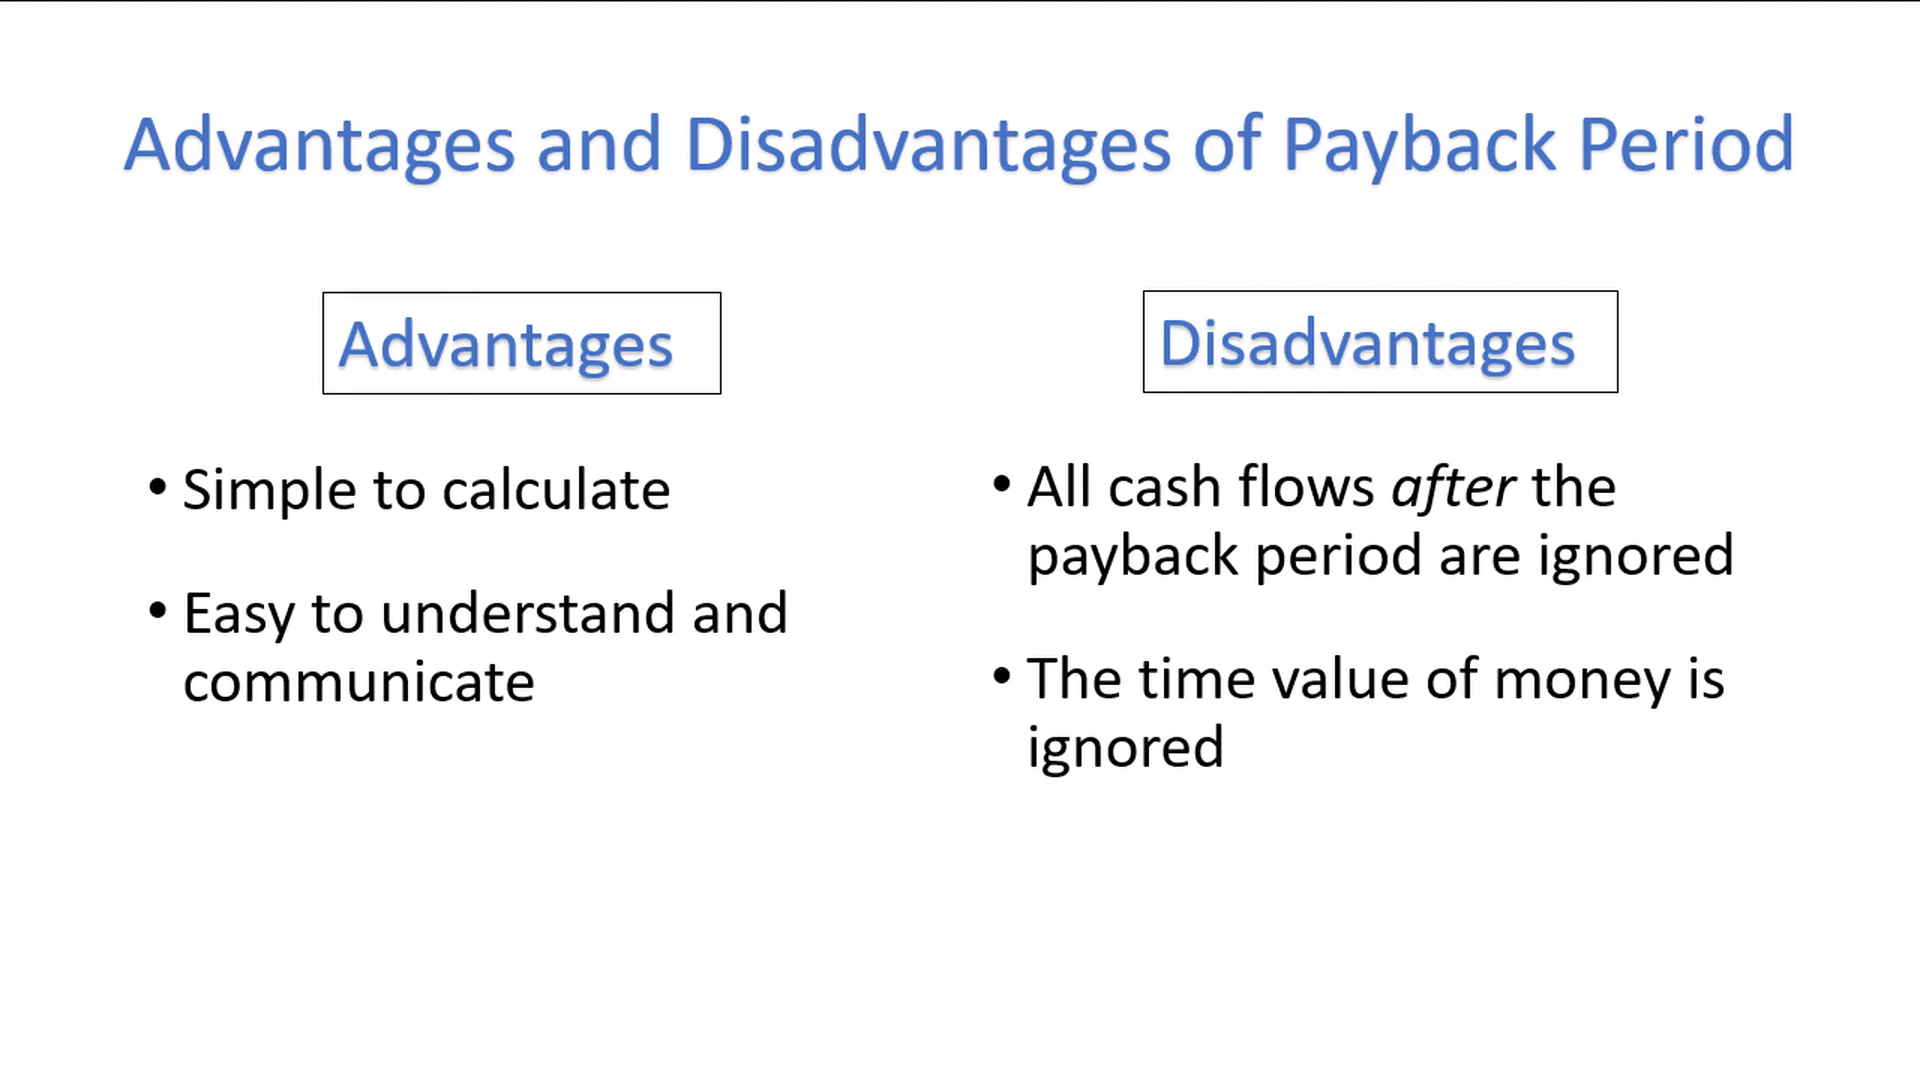 Advantages and Disadvantages of Payback Period
Advantages
• Simple to calculate
• Easy to understand and
communicate
Disadvantages
• All cash flows after the
payback period are ignored
• The time value of money is
ignored